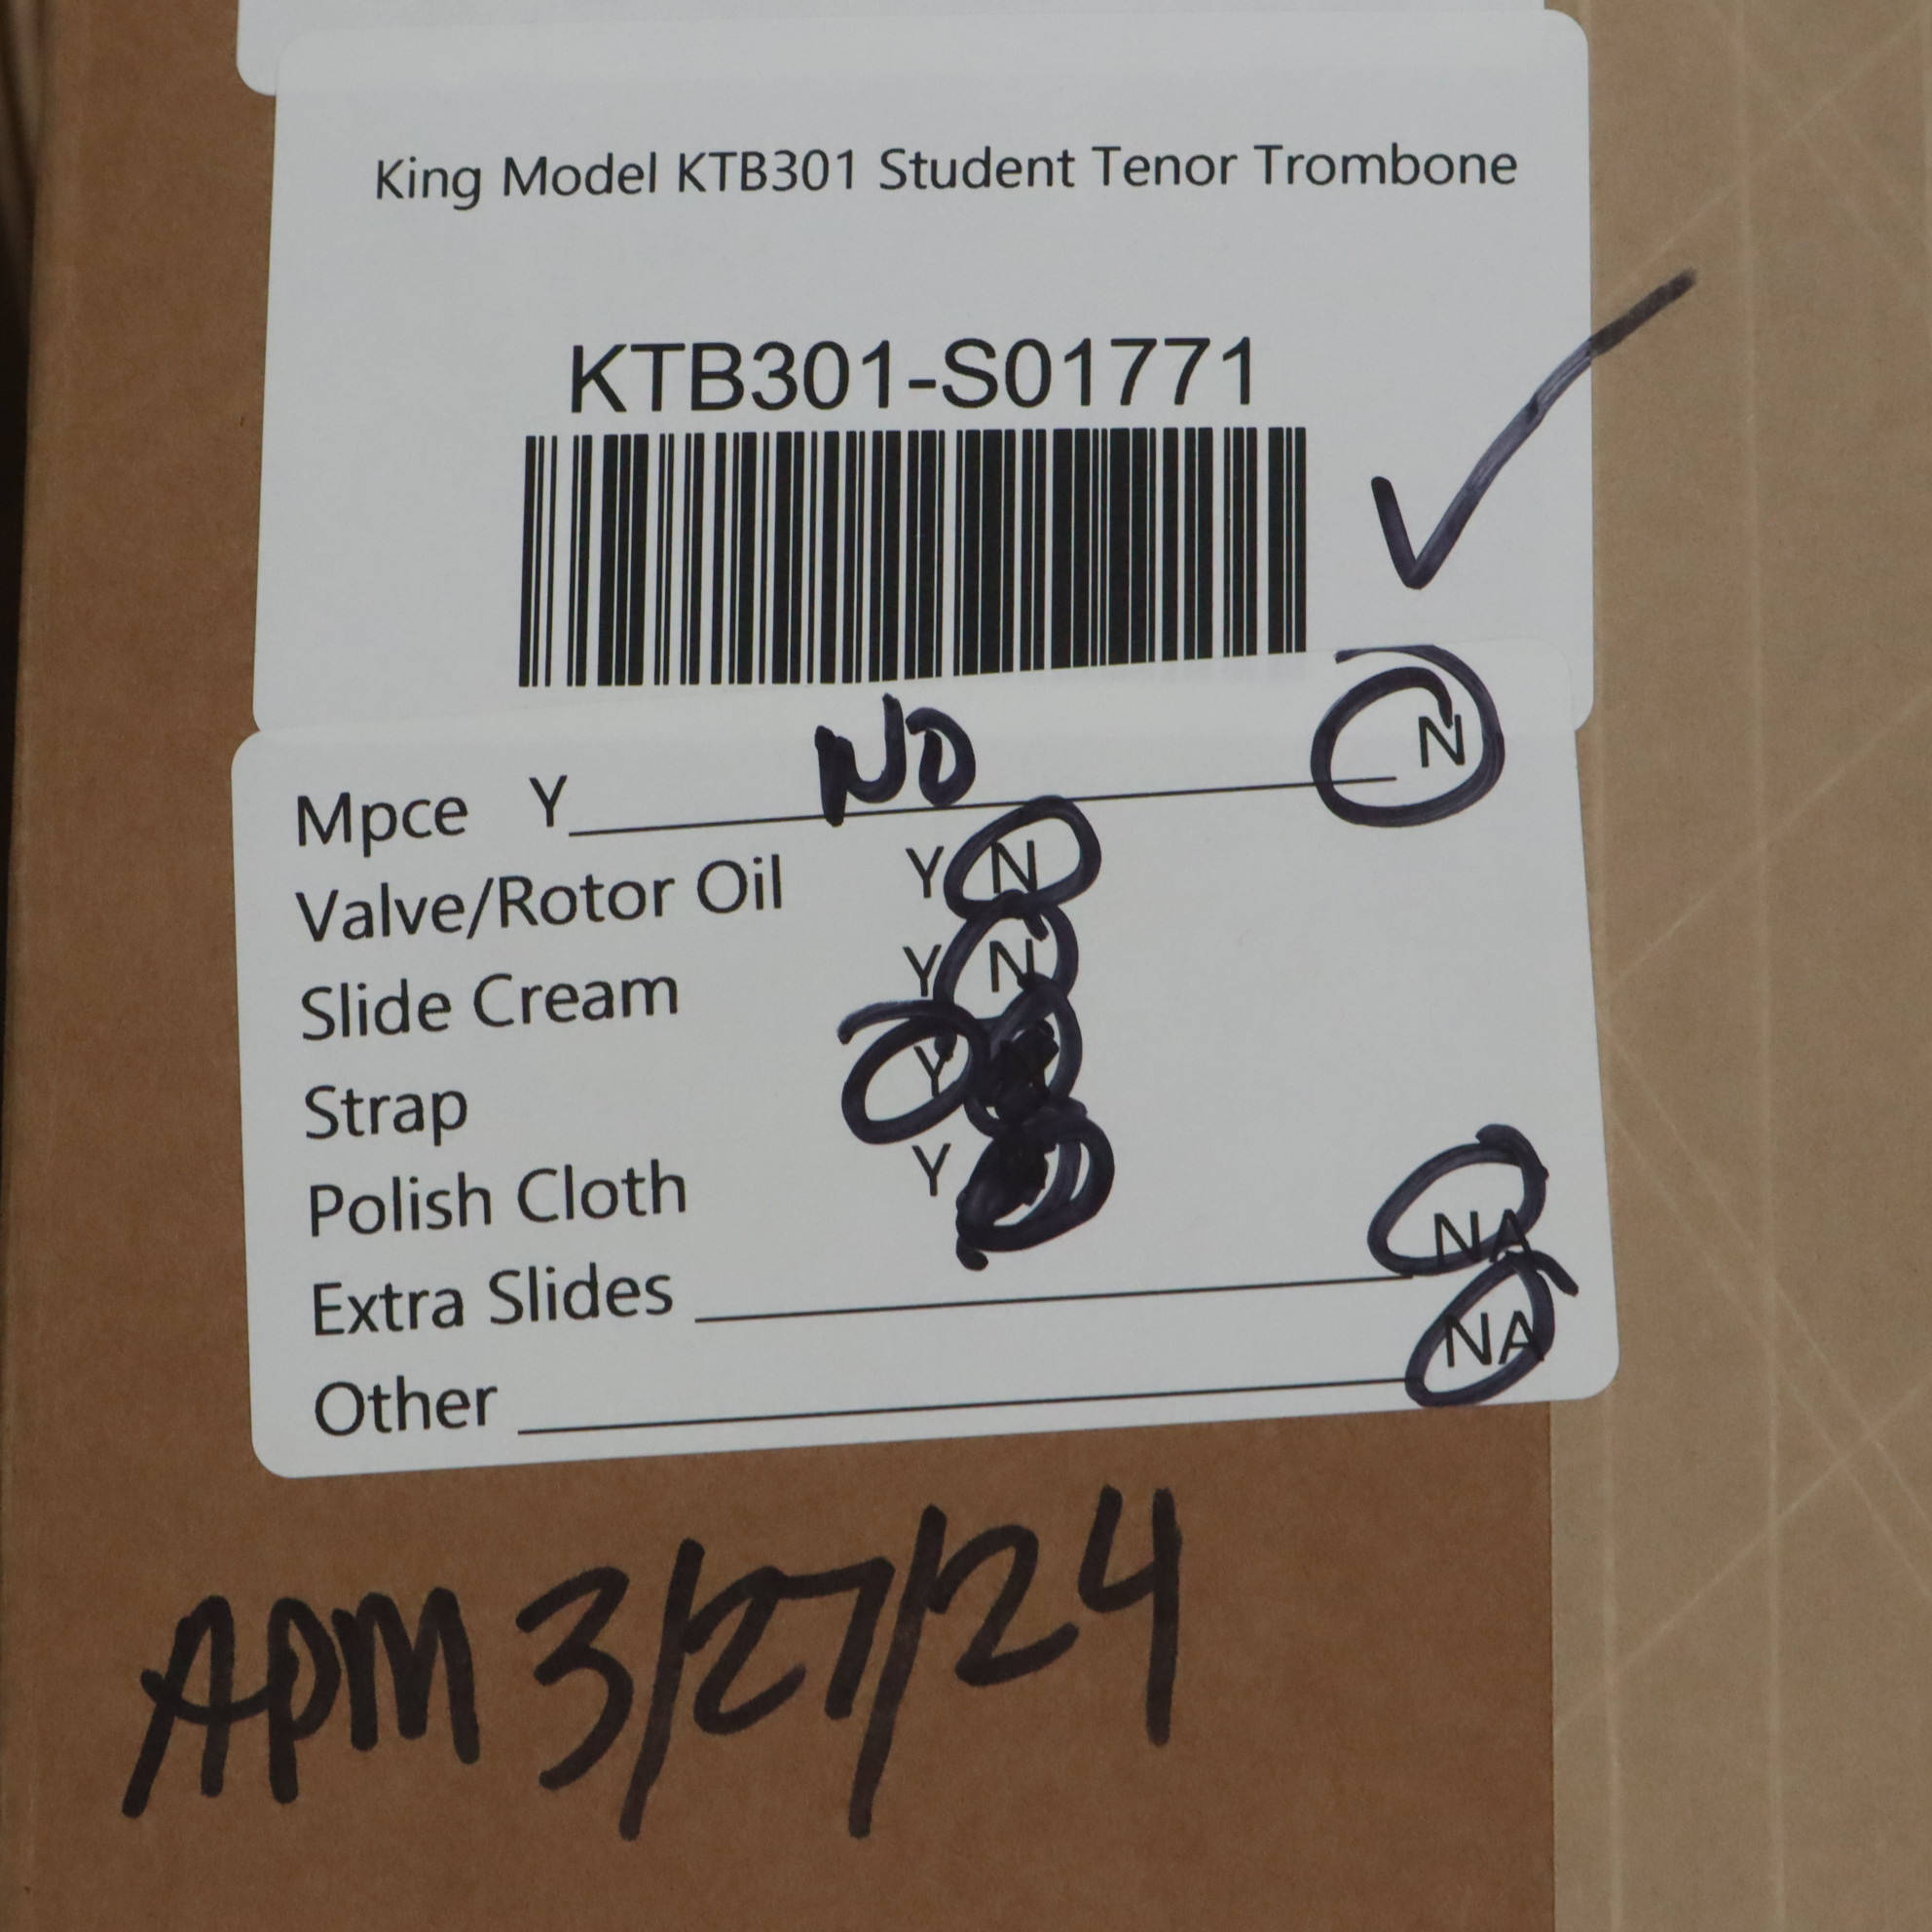 King Model KTB301 Student Tenor Trombone
KTB301-S01771
Mpce Y NO N
Valve/Rotor Oil Y N
Slide Cream Y N
Strap Y
Polish Cloth Y
Extra Slides NA
Other NA
APM 3/27/24